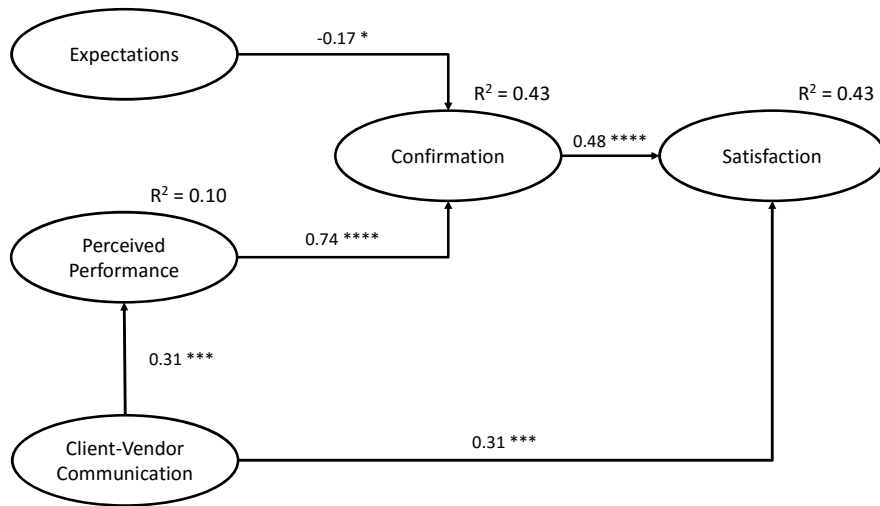 Expectations
-0.17 *
R² = 0.43
R² = 0.43
Confirmation
0.48 ****
Satisfaction
R² = 0.10
Perceived
Performance
0.74 ****
0.31 ***
Client-Vendor
Communication
0.31 ***